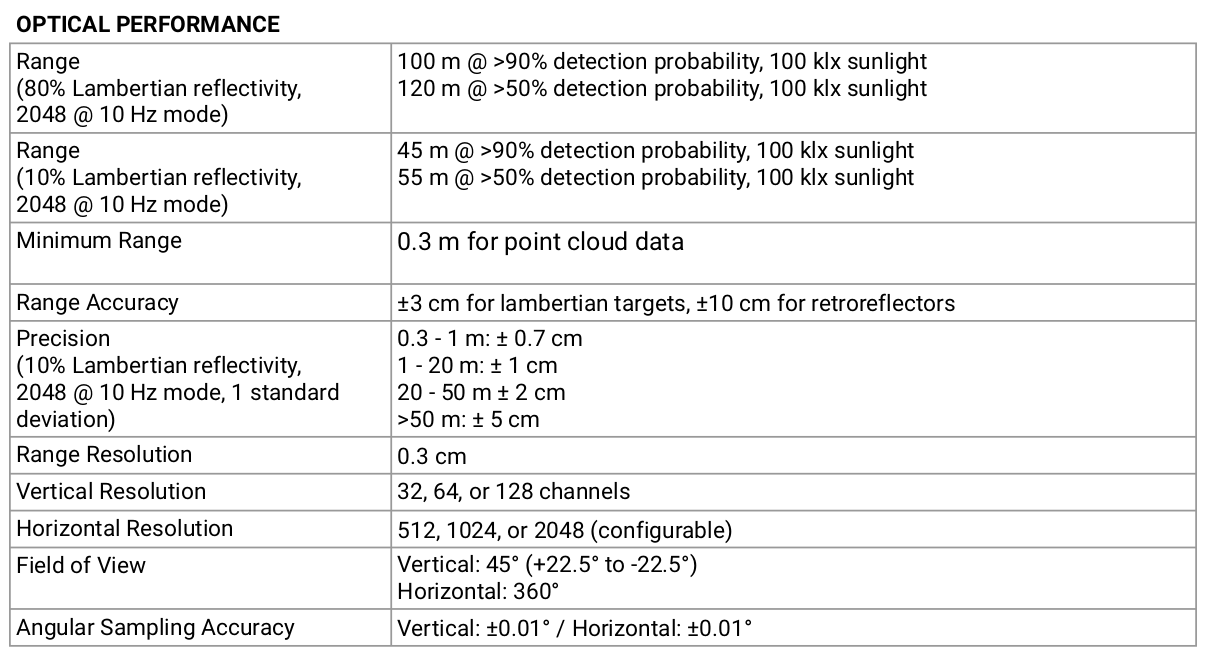 OPTICAL PERFORMANCE
Range
(80% Lambertian reflectivity,
2048 @ 10 Hz mode)
100 m @ >90% detection probability, 100 klx sunlight
120 m @ >50% detection probability, 100 klx sunlight
Range
(10% Lambertian reflectivity,
2048 @ 10 Hz mode)
45 m @ >90% detection probability, 100 klx sunlight
55 m @ >50% detection probability, 100 klx sunlight
Minimum Range
0.3 m for point cloud data
Range Accuracy
±3 cm for lambertian targets, ±10 cm for retroreflectors
Precision
(10% Lambertian reflectivity,
2048 @ 10 Hz mode, 1 standard
deviation)
0.3 - 1 m: ± 0.7 cm
1 - 20 m: ± 1 cm
20 - 50 m ± 2 cm
>50 m: ± 5 cm
Range Resolution
0.3 cm
Vertical Resolution
32, 64, or 128 channels
Horizontal Resolution
512, 1024, or 2048 (configurable)
Field of View
Vertical: 45° (+22.5° to -22.5°)
Horizontal: 360°
Angular Sampling Accuracy
Vertical: ±0.01° / Horizontal: ±0.01°